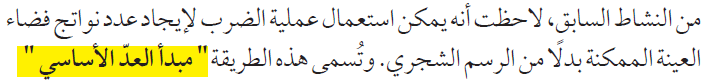 من النشاط السابق، لاحظت أنه يمكن استعمال عملية الضرب لإيجاد عدد نواتج فضاء
العينة الممكنة بدلًا من الرسم الشجري. وتُسمى هذه الطريقة " مبدأ العدّ الأساسي "